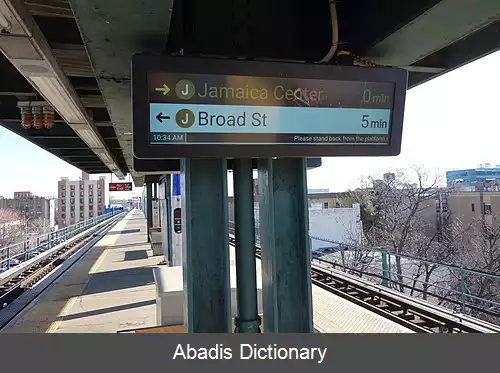 → J Jamaica Center 0 min
← J Broad St 5 min
10:34 AM Please stand back from the platform
Abadis Dictionary